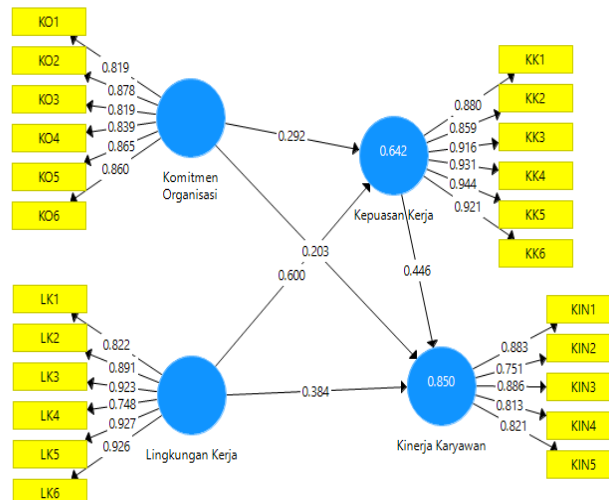 KO1
KO2
KO3
KO4
KO5
KO6
0.819
0.878
0.819
0.839
0.865
0.860
Komitmen
Organisasi
0.292
0.203
0.600
0.642
Kepuasan Kerja
KK1
KK2
KK3
KK4
KK5
KK6
0.880
0.859
0.916
0.931
0.944
0.921
0.446
LK1
LK2
LK3
LK4
LK5
LK6
0.822
0.891
0.923
0.748
0.927
0.926
Lingkungan Kerja
0.384
0.850
Kinerja Karyawan
KIN1
KIN2
KIN3
KIN4
KIN5
0.883
0.751
0.886
0.813
0.821